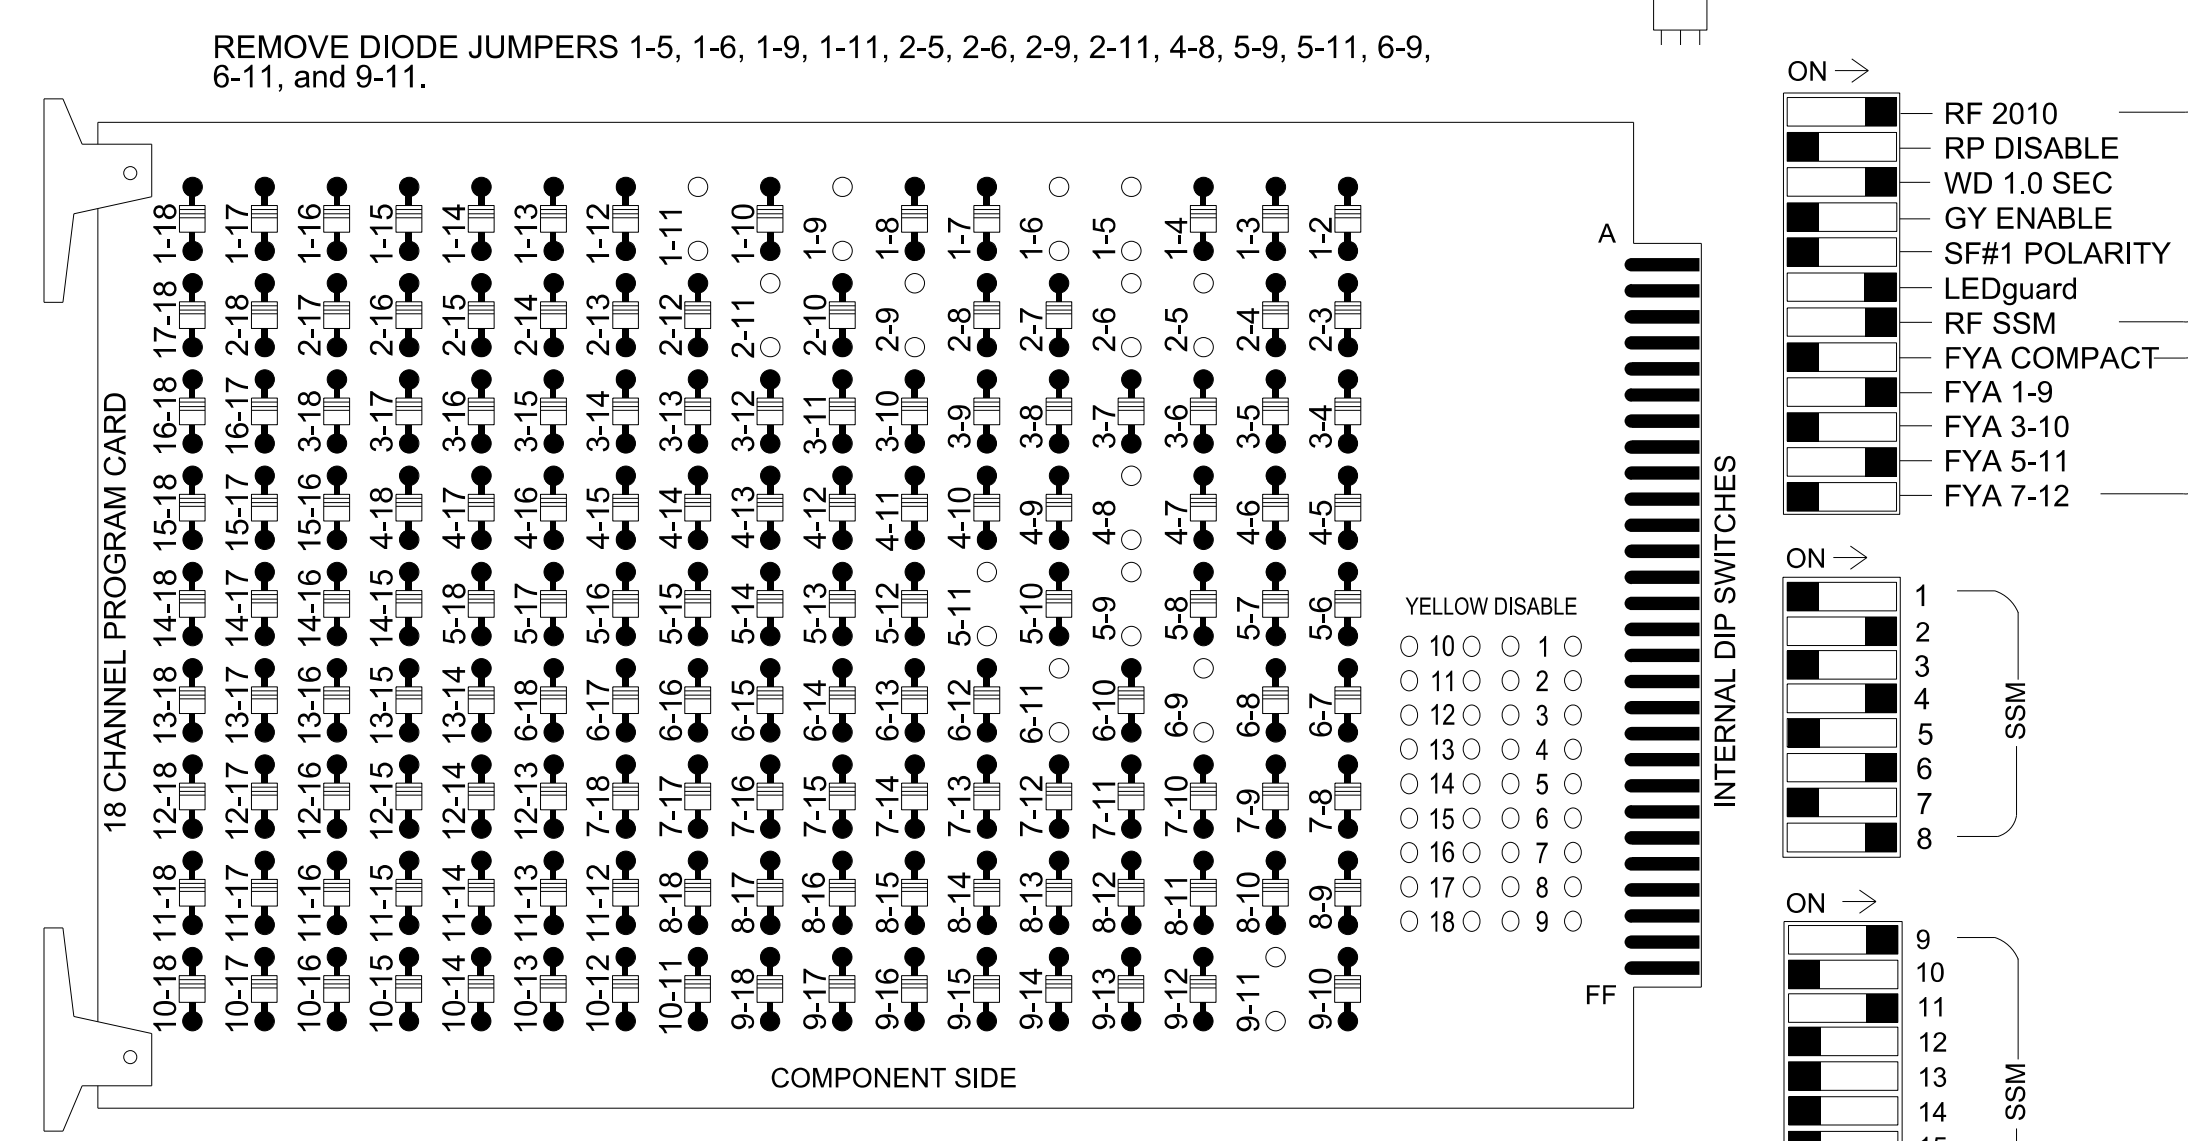 REMOVE DIODE JUMPERS 1-5, 1-6, 1-9, 1-11, 2-5, 2-6, 2-9, 2-11, 4-8, 5-9, 5-11, 6-9,
6-11, and 9-11.
18 CHANNEL PROGRAM CARD
1-18 1-17 1-16 1-15 1-14 1-13 1-12 1-11 1-10 1-9 1-8 1-7 1-6 1-5 1-4 1-3 1-2
17-18 2-18 2-17 2-16 2-15 2-14 2-13 2-12 2-11 2-10 2-9 2-8 2-7 2-6 2-5 2-4 2-3
16-18 16-17 3-18 3-17 3-16 3-15 3-14 3-13 3-12 3-11 3-10 3-9 3-8 3-7 3-6 3-5 3-4
15-18 15-17 15-16 4-18 4-17 4-16 4-15 4-14 4-13 4-12 4-11 4-10 4-9 4-8 4-7 4-6 4-5
14-18 14-17 14-16 14-15 5-18 5-17 5-16 5-15 5-14 5-13 5-12 5-11 5-10 5-9 5-8 5-7 5-6
13-18 13-17 13-16 13-15 13-14 6-18 6-17 6-16 6-15 6-14 6-13 6-12 6-11 6-10 6-9 6-8 6-7
12-18 12-17 12-16 12-15 12-14 12-13 7-18 7-17 7-16 7-15 7-14 7-13 7-12 7-11 7-10 7-9 7-8
11-18 11-17 11-16 11-15 11-14 11-13 11-12 8-18 8-17 8-16 8-15 8-14 8-13 8-12 8-11 8-10 8-9
10-18 10-17 10-16 10-15 10-14 10-13 10-12 10-11 9-18 9-17 9-16 9-15 9-14 9-13 9-12 9-11 9-10
COMPONENT SIDE
YELLOW DISABLE
10 1
11 2
12 3
13 4
14 5
15 6
16 7
17 8
18 9
A
FF
INTERNAL DIP SWITCHES
ON
RF 2010
RP DISABLE
WD 1.0 SEC
GY ENABLE
SF#1 POLARITY
LEDguard
RF SSM
FYA COMPACT
FYA 1-9
FYA 3-10
FYA 5-11
FYA 7-12
ON
1
2
3
4
5
6
7
8
SSM
ON
9
10
11
12
13
14
15
SSM